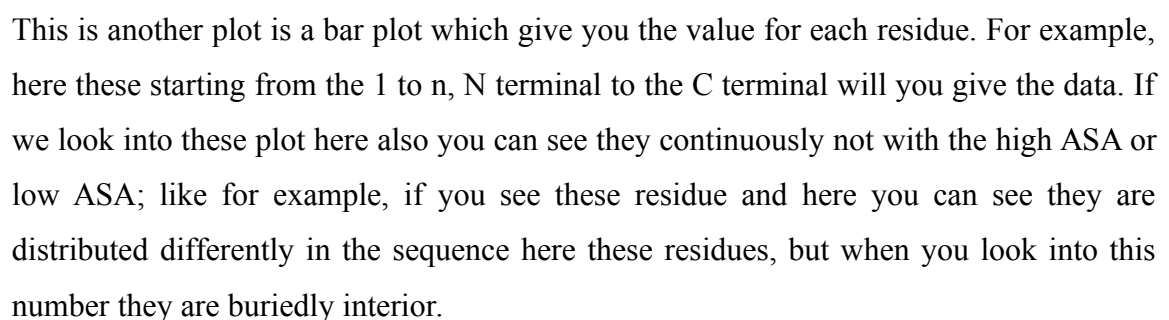 This is another plot is a bar plot which give you the value for each residue. For example,
here these starting from the 1 to n, N terminal to the C terminal will you give the data. If
we look into these plot here also you can see they continuously not with the high ASA or
low ASA; like for example, if you see these residue and here you can see they are
distributed differently in the sequence here these residues, but when you look into this
number they are buriedly interior.